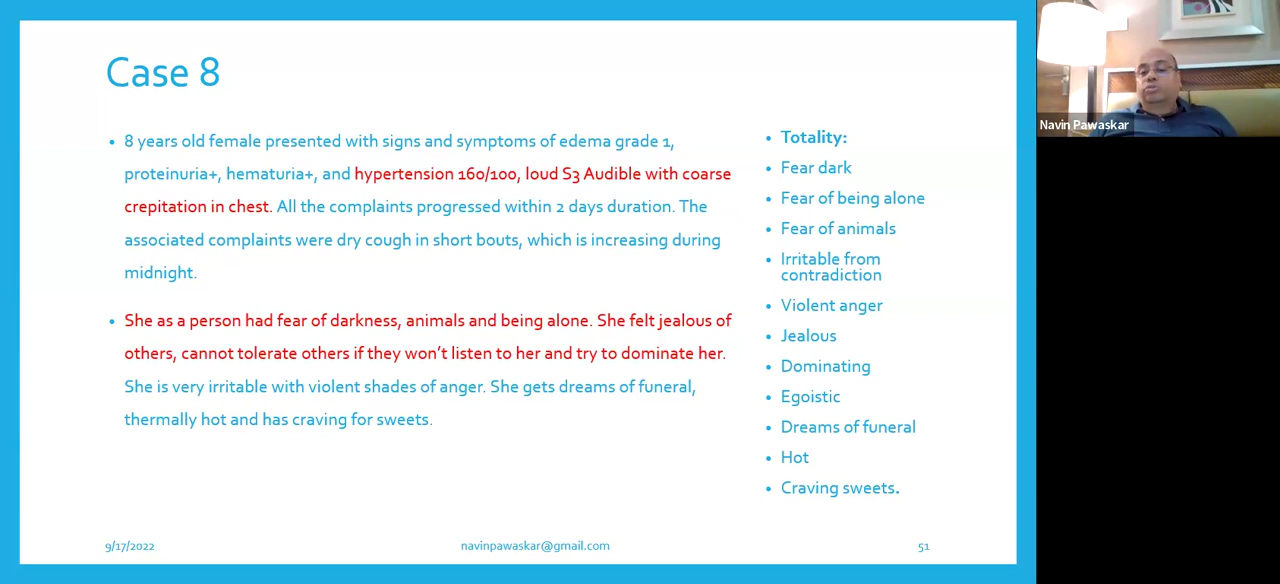 Case 8
• 8 years old female presented with signs and symptoms of edema grade 1,
proteinuria+, hematuria+, and hypertension 160/100, loud S3 Audible with coarse
crepitation in chest. All the complaints progressed within 2 days duration. The
associated complaints were dry cough in short bouts, which is increasing during
midnight.
• She as a person had fear of darkness, animals and being alone. She felt jealous of
others, cannot tolerate others if they won't listen to her and try to dominate her.
She is very irritable with violent shades of anger. She gets dreams of funeral,
thermally hot and has craving for sweets.
• Totality:
• Fear dark
• Fear of being alone
• Fear of animals
• Irritable from
contradiction
• Violent anger
• Jealous
• Dominating
• Egoistic
• Dreams of funeral
• Hot
• Craving sweets.
9/17/2022
navinpawaskar@gmail.com
51
Navin Pawaskar